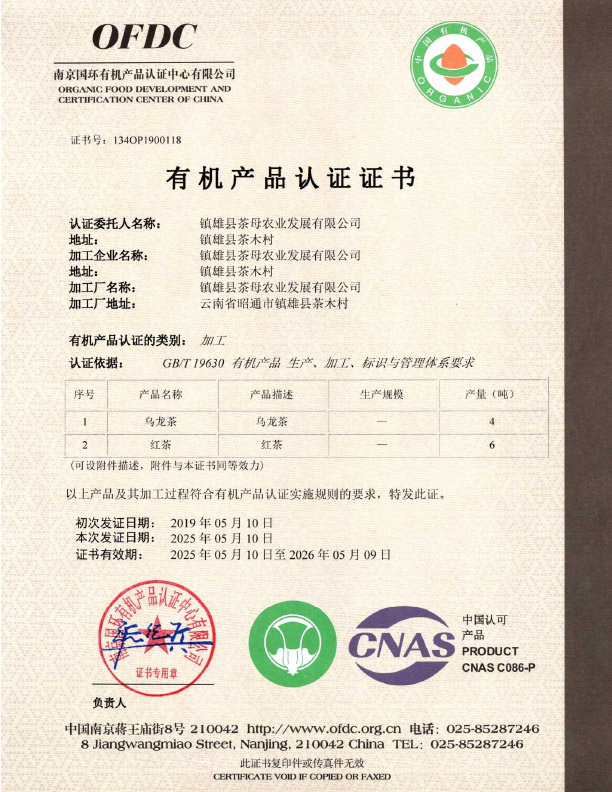 OFDC
南京国环有机产品认证中心有限公司
ORGANIC FOOD DEVELOPMENT AND
CERTIFICATION CENTER OF CHINA
中国有机产品
ORGANIC
证书号：134OP1900118
有机产品认证证书
认证委托人名称： 镇雄县茶母农业发展有限公司
地址： 镇雄县茶木村
加工企业名称： 镇雄县茶母农业发展有限公司
地址： 镇雄县茶木村
加工厂名称： 镇雄县茶母农业发展有限公司
加工厂地址： 云南省昭通市镇雄县茶木村
有机产品认证的类别： 加工
认证依据： GB/T 19630 有机产品 生产、加工、标识与管理体系要求
序号 产品名称 产品描述 生产规模 产量（吨）
1 乌龙茶 乌龙茶 — 4
2 红茶 红茶 — 6
(可设附件描述，附件与本证书同等效力)
以上产品及其加工过程符合有机产品认证实施规则的要求，特发此证。
初次发证日期： 2019 年 05 月 10 日
本次发证日期： 2025 年 05 月 10 日
证书有效期： 2025 年 05 月 10 日至 2026 年 05 月 09 日
南京国环有机产品认证中心有限公司
证书专用章
负责人
CNAS
中国认可
产品
PRODUCT
CNAS C086-P
中国南京蒋王庙街8号 210042 http://www.ofdc.org.cn 电话: 025-85287246
8 Jiangwangmiao Street, Nanjing, 210042 China TEL: 025-85287246
此证书复印件或传真件无效
CERTIFICATE VOID IF COPIED OR FAXED